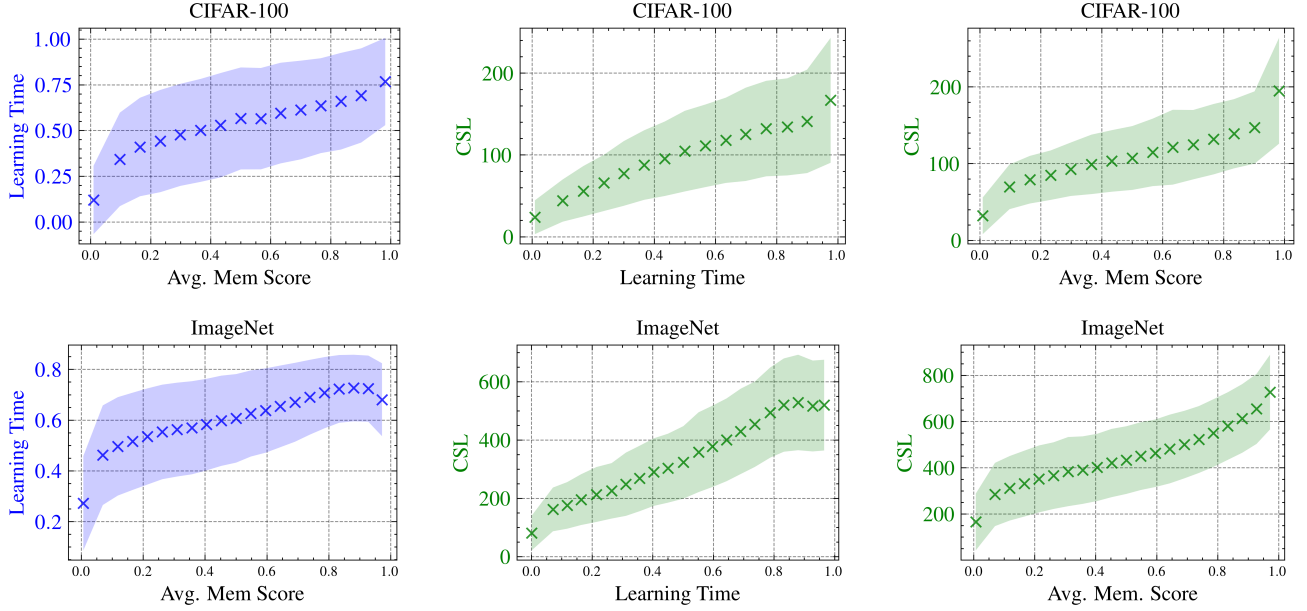 CIFAR-100
Learning Time
1.00
0.75
0.50
0.25
0.00
0.0 0.2 0.4 0.6 0.8 1.0
Avg. Mem Score
CIFAR-100
CSL
200
100
0
0.0 0.2 0.4 0.6 0.8 1.0
Learning Time
CIFAR-100
CSL
200
100
0
0.0 0.2 0.4 0.6 0.8 1.0
Avg. Mem Score
ImageNet
Learning Time
0.8
0.6
0.4
0.2
0.0 0.2 0.4 0.6 0.8 1.0
Avg. Mem Score
ImageNet
CSL
600
400
200
0
0.0 0.2 0.4 0.6 0.8 1.0
Learning Time
ImageNet
CSL
800
600
400
200
0.0 0.2 0.4 0.6 0.8 1.0
Avg. Mem. Score